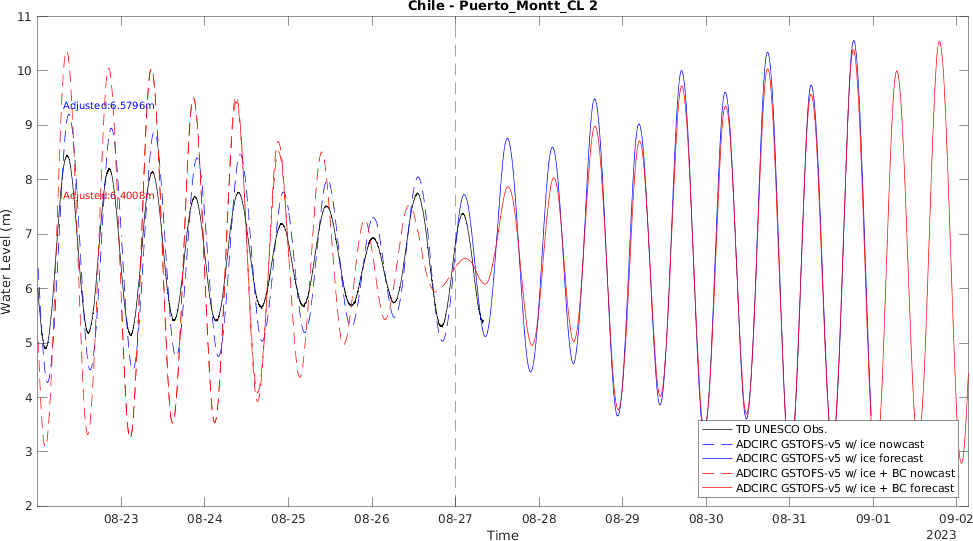 Chile - Puerto_Montt_CL 2
11
10
9
8
7
6
5
4
3
2
Water Level (m)
Adjusted:6.5796m
Adjusted:6.4008m
TD UNESCO Obs.
ADCIRC GSTOFS-v5 w/ ice nowcast
ADCIRC GSTOFS-v5 w/ ice forecast
ADCIRC GSTOFS-v5 w/ ice + BC nowcast
ADCIRC GSTOFS-v5 w/ ice + BC forecast
08-23 08-24 08-25 08-26 08-27 08-28 08-29 08-30 08-31 09-01 09-02
Time
2023